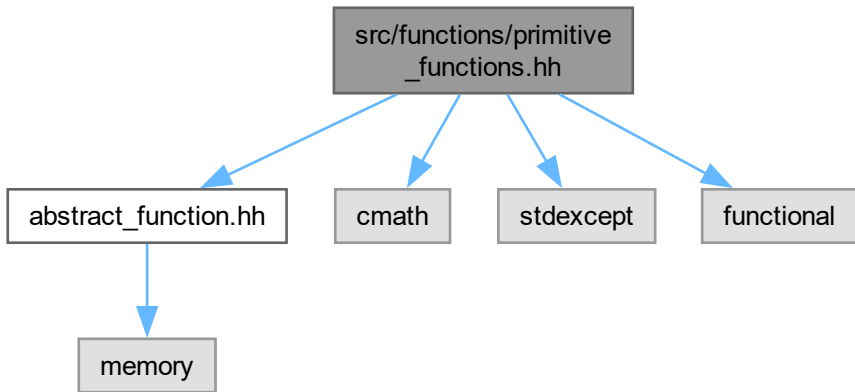 src/functions/primitive
_functions.hh
abstract_function.hh
cmath
stdexcept
functional
memory